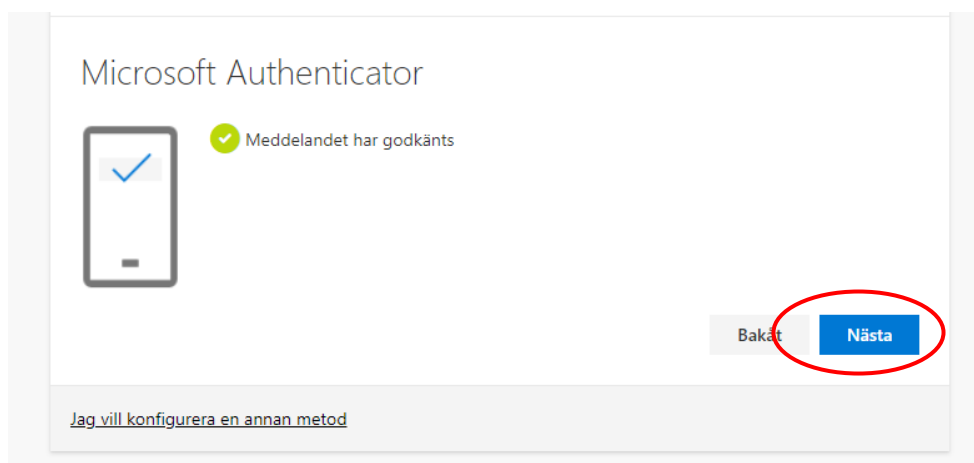 Microsoft Authenticator
Meddelandet har godkänts
Bakåt
Nästa
Jag vill konfigurera en annan metod